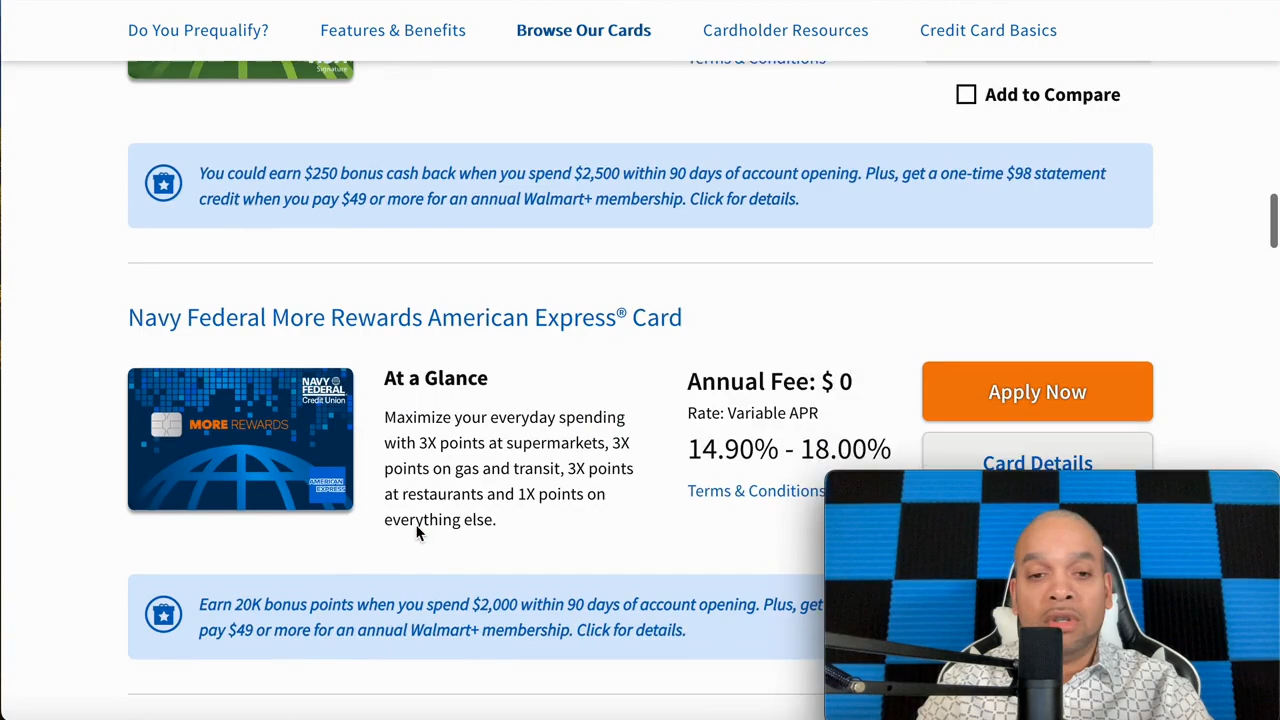 Do You Prequalify?
Features & Benefits
Browse Our Cards
Cardholder Resources
Credit Card Basics
Signature
Terms & Conditions
Add to Compare
You could earn $250 bonus cash back when you spend $2,500 within 90 days of account opening. Plus, get a one-time $98 statement
credit when you pay $49 or more for an annual Walmart+ membership. Click for details.
Navy Federal More Rewards American Express® Card
NAVY
FEDERAL
Credit Union
MORE REWARDS
AMERICAN
EXPRESS
At a Glance
Maximize your everyday spending
with 3X points at supermarkets, 3X
points on gas and transit, 3X points
at restaurants and 1X points on
everything else.
Annual Fee: $ 0
Rate: Variable APR
14.90% - 18.00%
Terms & Conditions
Apply Now
Card Details
Earn 20K bonus points when you spend $2,000 within 90 days of account opening. Plus, get
pay $49 or more for an annual Walmart+ membership. Click for details.